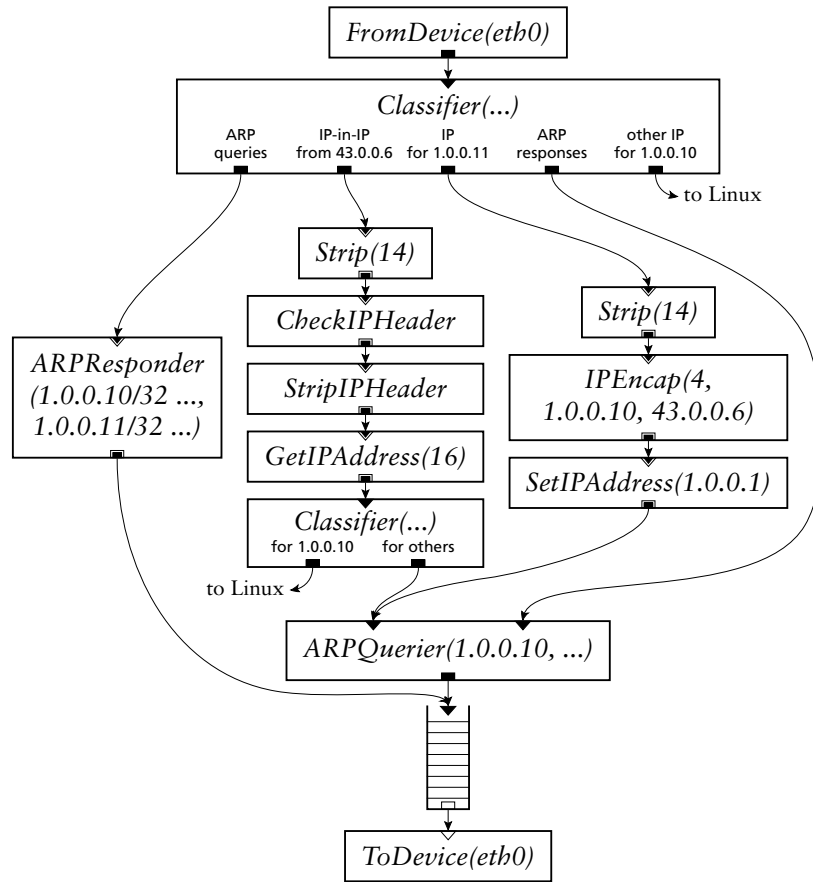 FromDevice(eth0)
Classifier(...)
ARP queries
IP-in-IP from 43.0.0.6
IP for 1.0.0.11
ARP responses
other IP for 1.0.0.10
to Linux
Strip(14)
CheckIPHeader
StripIPHeader
GetIPAddress(16)
Classifier(...)
for 1.0.0.10
for others
to Linux
Strip(14)
IPEncap(4,
1.0.0.10, 43.0.0.6)
SetIPAddress(1.0.0.1)
ARPResponder
(1.0.0.10/32 ...,
1.0.0.11/32 ...)
ARPQuerier(1.0.0.10, ...)
ToDevice(eth0)